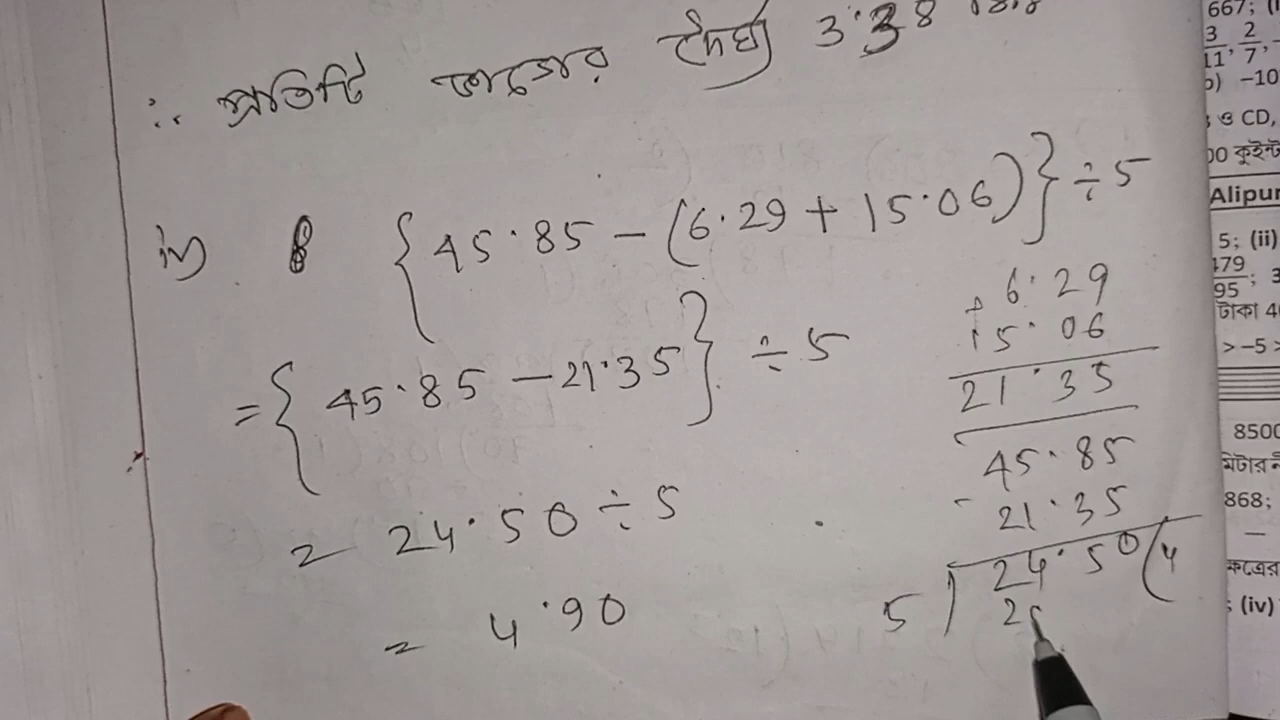 ∴ প্রতিটি ভাগের দৈর্ঘ্য 3.38
iv) {45.85 − (6.29 + 15.06)} ÷ 5
= {45.85 − 21.35} ÷ 5
= 24.50 ÷ 5
= 4.90
+ 6.29
15.06
21.35
45.85
- 21.35
5 ) 24.50 ( 4
20
667;
3/11, 2/7,
b) −10
ও CD,
00 কুইন্ট
Alipur
5; (ii)
479/95; 3
টাকা 4
> −5 >
8500
মিটার
868;
—
ক্ষেত্রের
; (iv)